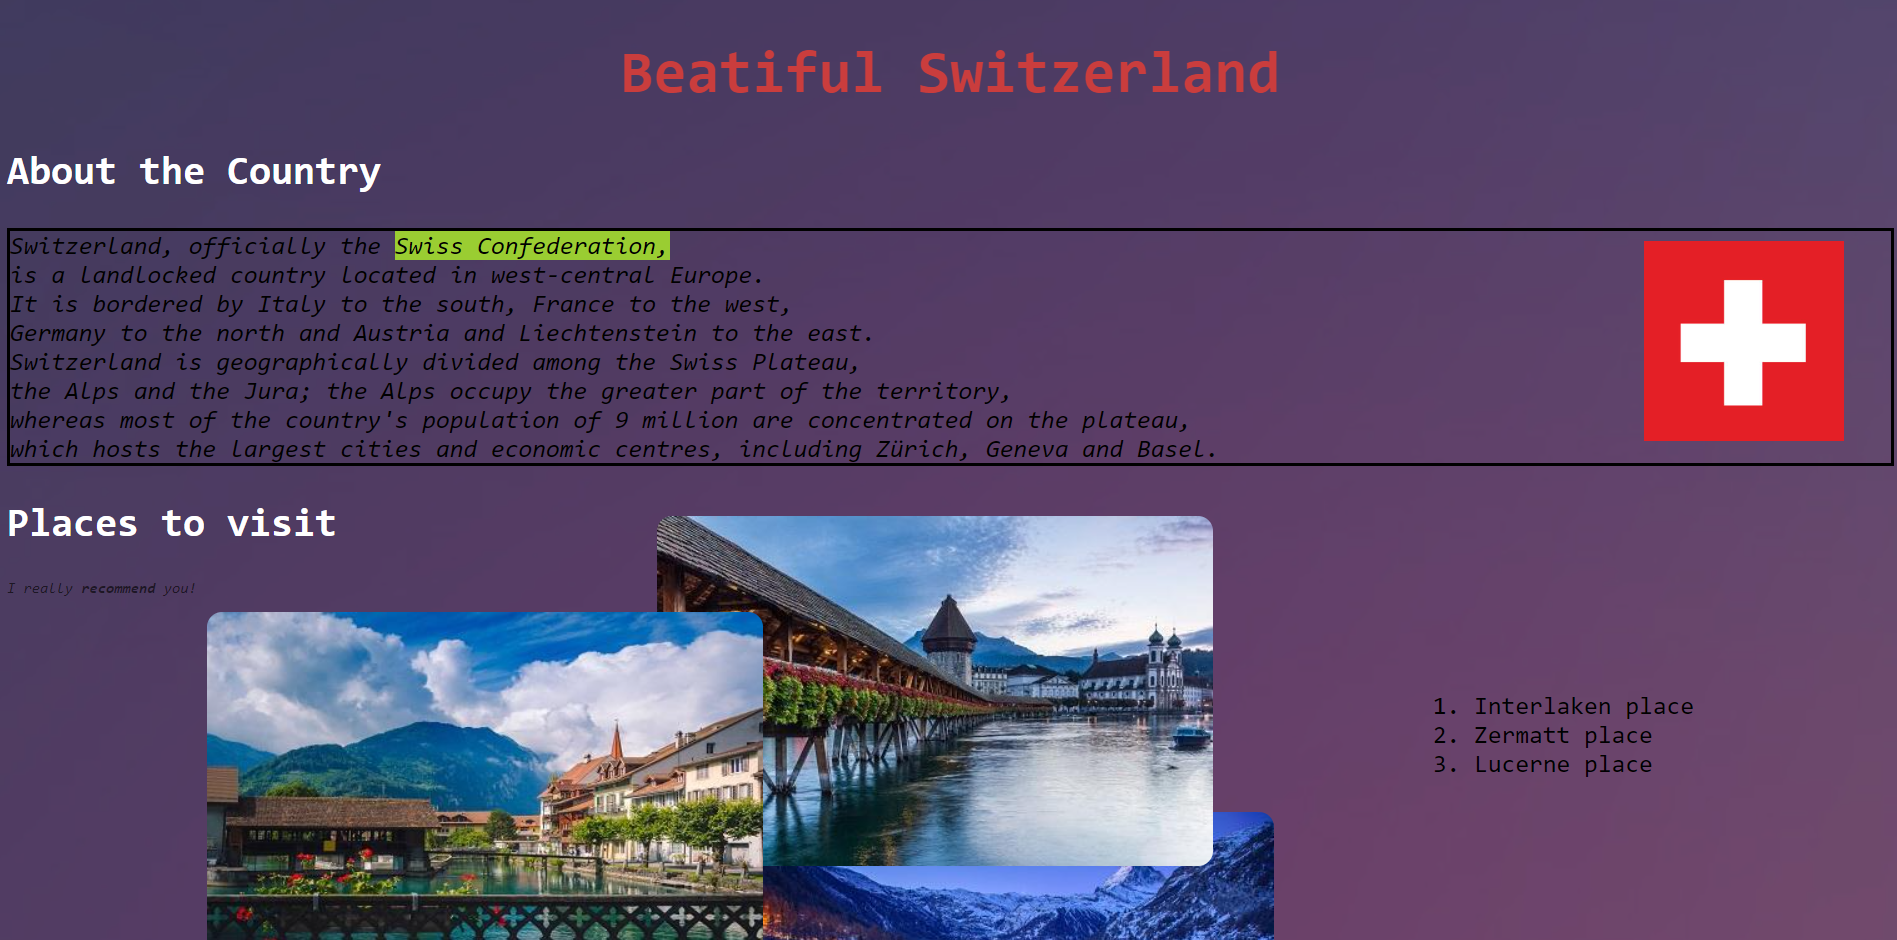 Beatiful Switzerland
About the Country
Switzerland, officially the Swiss Confederation,
is a landlocked country located in west-central Europe.
It is bordered by Italy to the south, France to the west,
Germany to the north and Austria and Liechtenstein to the east.
Switzerland is geographically divided among the Swiss Plateau,
the Alps and the Jura; the Alps occupy the greater part of the territory,
whereas most of the country's population of 9 million are concentrated on the plateau,
which hosts the largest cities and economic centres, including Zürich, Geneva and Basel.
Places to visit
I really recommend you!
1. Interlaken place
2. Zermatt place
3. Lucerne place